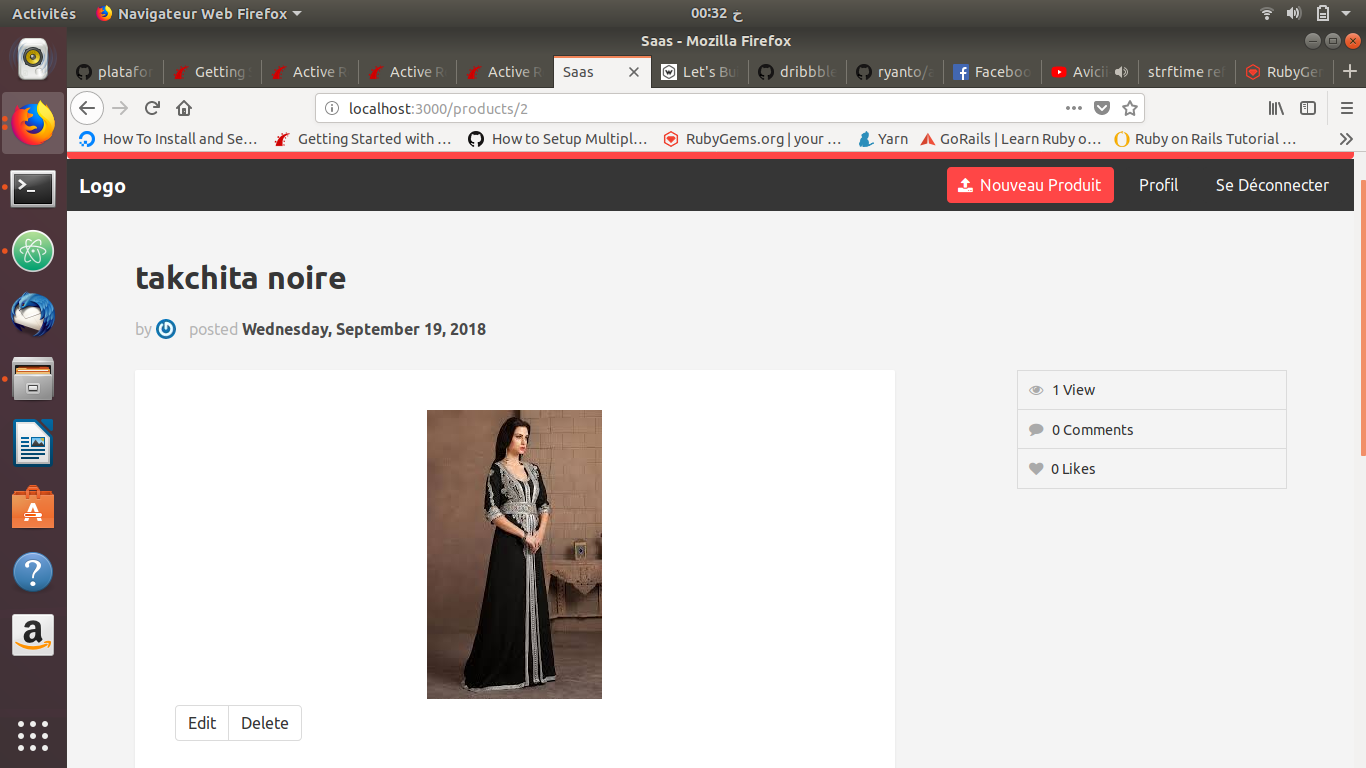 Activités Navigateur Web Firefox 00:32 خ
Saas - Mozilla Firefox
platafor Getting Active R Active R Active R Saas Let's Bu dribbble ryanto/a Faceboo Avicii strftime ref RubyGer
localhost:3000/products/2
How To Install and Se... Getting Started with ... How to Setup Multipl... RubyGems.org | your ... Yarn GoRails | Learn Ruby o... Ruby on Rails Tutorial ...
Logo Nouveau Produit Profil Se Déconnecter
takchita noire
by posted Wednesday, September 19, 2018
1 View
0 Comments
0 Likes
Edit Delete